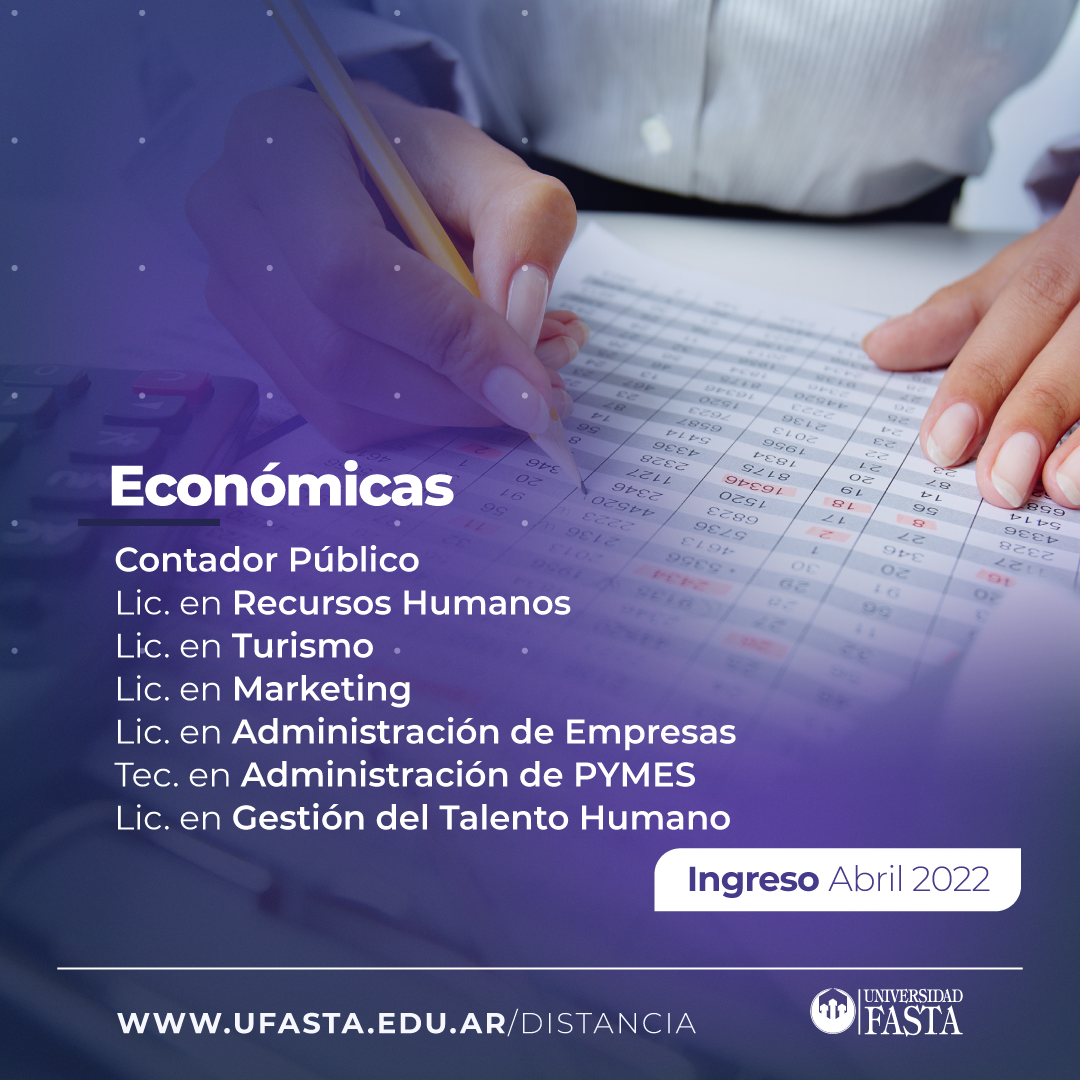 Económicas
Contador Público
Lic. en Recursos Humanos
Lic. en Turismo
Lic. en Marketing
Lic. en Administración de Empresas
Tec. en Administración de PYMES
Lic. en Gestión del Talento Humano
Ingreso Abril 2022
WWW.UFASTA.EDU.AR/DISTANCIA
UNIVERSIDAD
FASTA